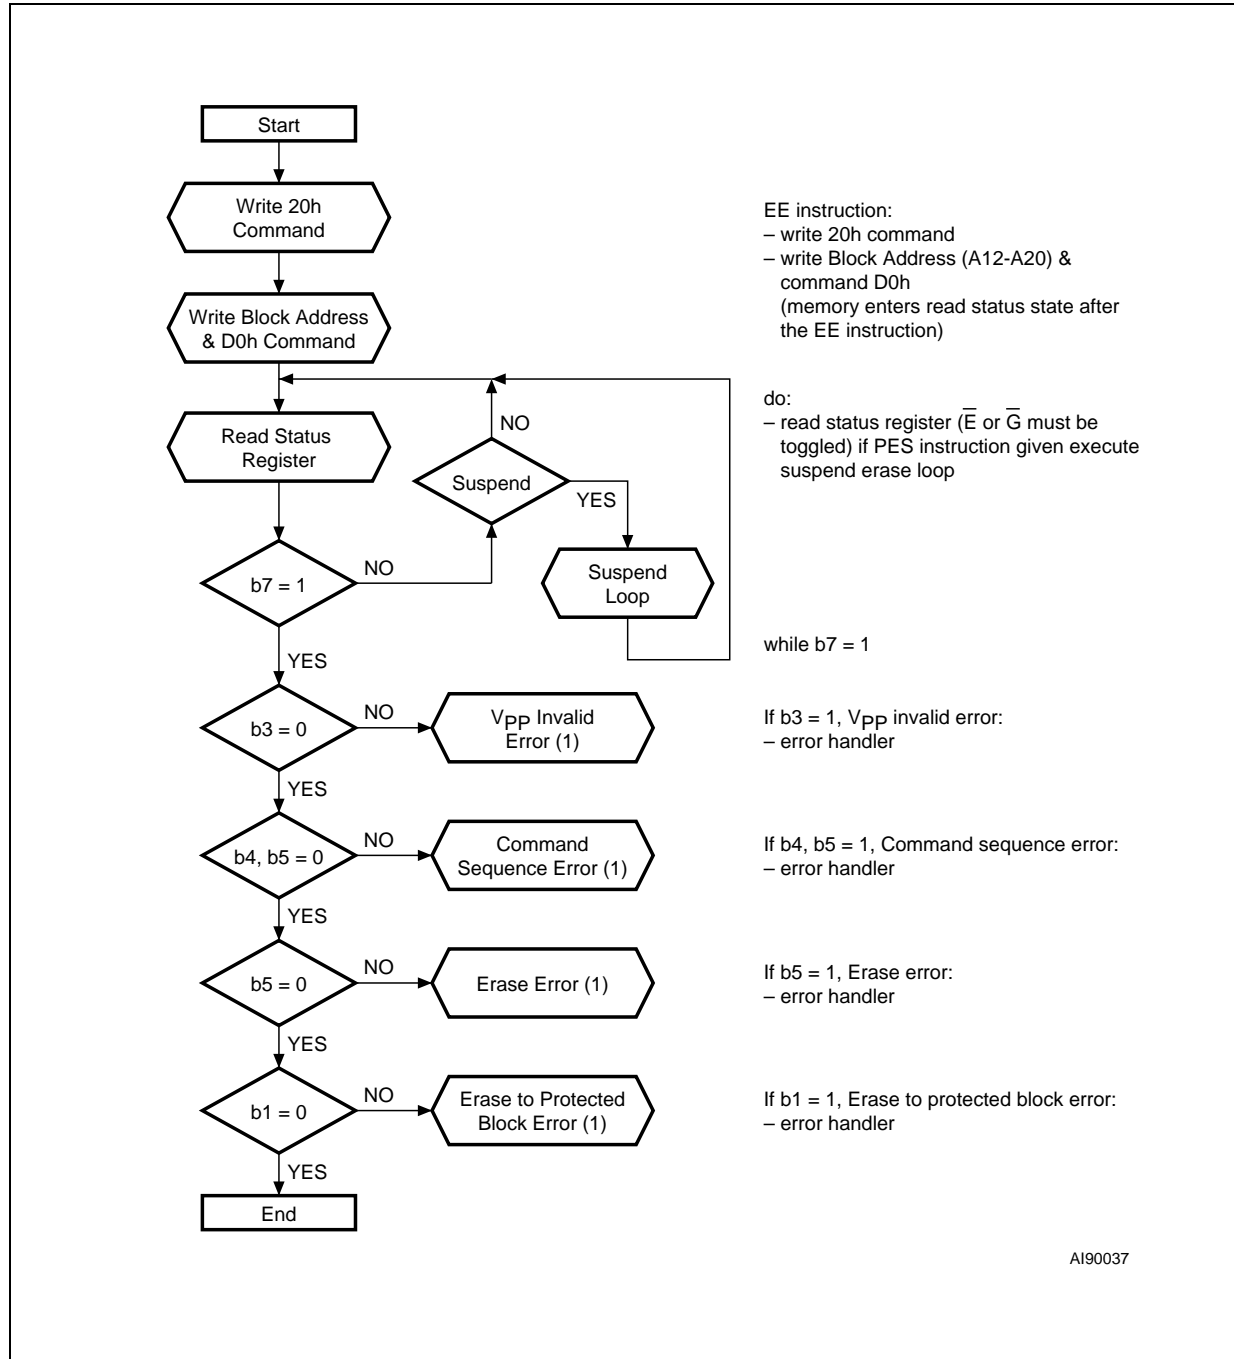 Start
Write 20h
Command
EE instruction:
– write 20h command
– write Block Address (A12-A20) &
command D0h
(memory enters read status state after
the EE instruction)
Write Block Address
& D0h Command
do:
– read status register (E̅ or G̅ must be
toggled) if PES instruction given execute
suspend erase loop
Read Status
Register
NO
Suspend
YES
b7 = 1
NO
Suspend
Loop
while b7 = 1
YES
b3 = 0
NO
VPP Invalid
Error (1)
If b3 = 1, VPP invalid error:
– error handler
YES
b4, b5 = 0
NO
Command
Sequence Error (1)
If b4, b5 = 1, Command sequence error:
– error handler
YES
b5 = 0
NO
Erase Error (1)
If b5 = 1, Erase error:
– error handler
YES
b1 = 0
NO
Erase to Protected
Block Error (1)
If b1 = 1, Erase to protected block error:
– error handler
YES
End
AI90037